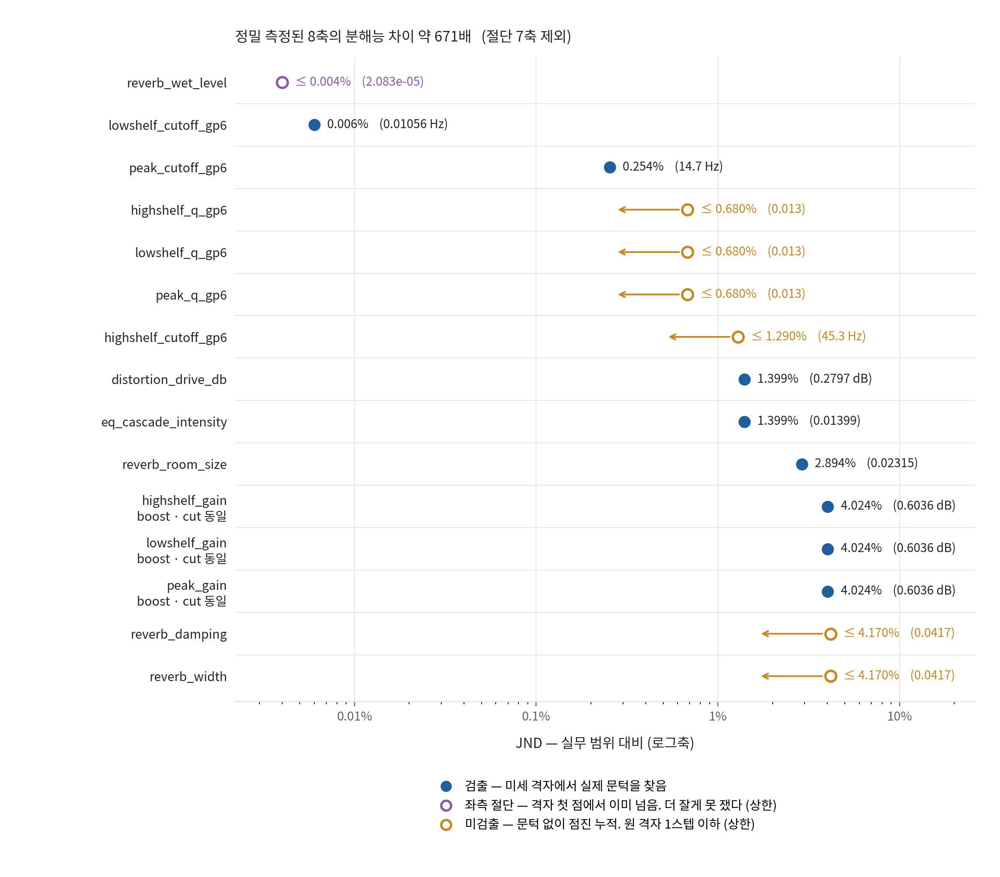 정밀 측정된 8축의 분해능 차이 약 671배 (절단 7축 제외)
reverb_wet_level ≤ 0.004% (2.083e-05)
lowshelf_cutoff_gp6 0.006% (0.01056 Hz)
peak_cutoff_gp6 0.254% (14.7 Hz)
highshelf_q_gp6 ≤ 0.680% (0.013)
lowshelf_q_gp6 ≤ 0.680% (0.013)
peak_q_gp6 ≤ 0.680% (0.013)
highshelf_cutoff_gp6 ≤ 1.290% (45.3 Hz)
distortion_drive_db 1.399% (0.2797 dB)
eq_cascade_intensity 1.399% (0.01399)
reverb_room_size 2.894% (0.02315)
highshelf_gain
boost · cut 동일 4.024% (0.6036 dB)
lowshelf_gain
boost · cut 동일 4.024% (0.6036 dB)
peak_gain
boost · cut 동일 4.024% (0.6036 dB)
reverb_damping ≤ 4.170% (0.0417)
reverb_width ≤ 4.170% (0.0417)
0.01% 0.1% 1% 10%
JND — 실무 범위 대비 (로그축)
검출 — 미세 격자에서 실제 문턱을 찾음
좌측 절단 — 격자 첫 점에서 이미 넘음. 더 잘게 못 쟀다 (상한)
미검출 — 문턱 없이 점진 누적. 원 격자 1스텝 이하 (상한)